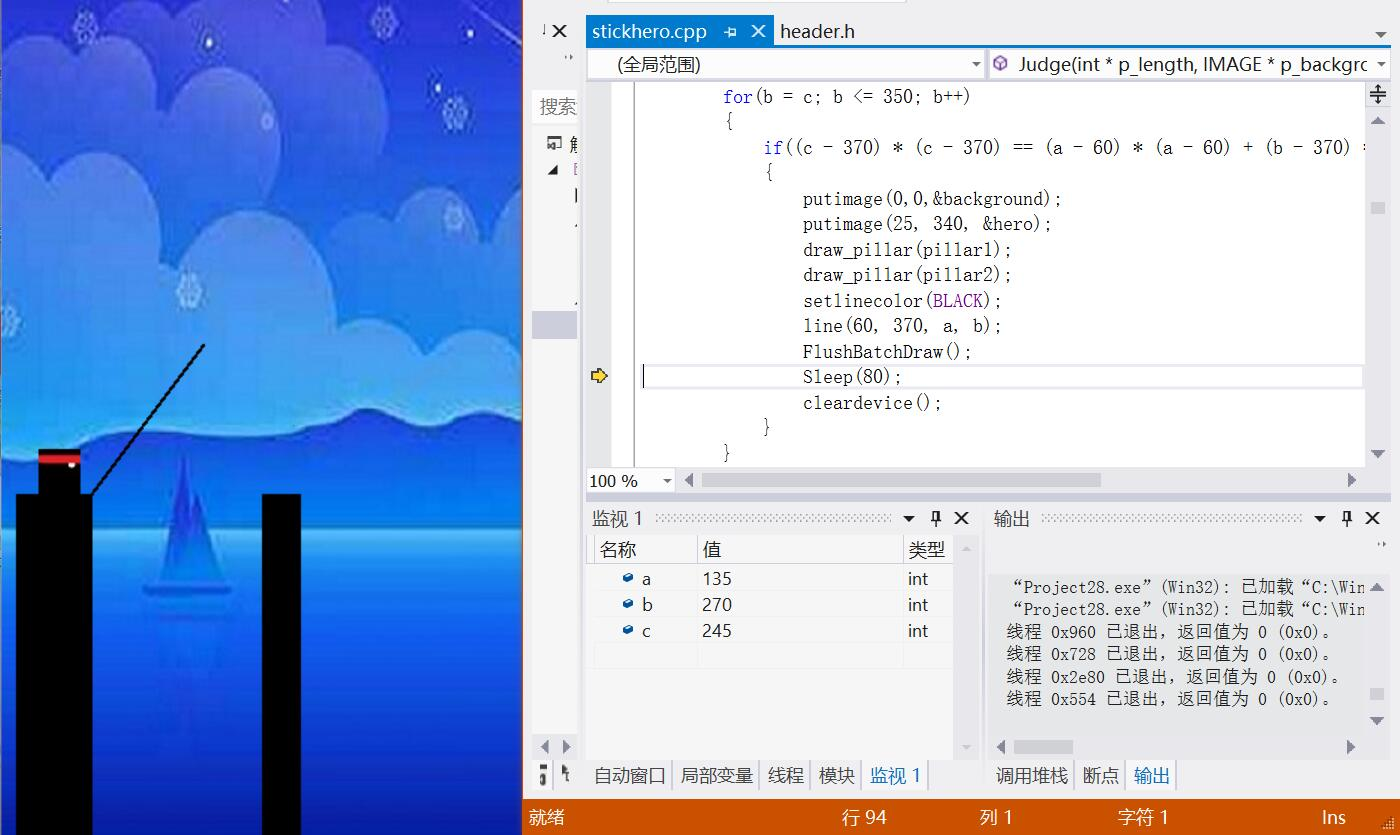 stickhero.cpp header.h
(全局范围) Judge(int * p_length, IMAGE * p_backgrc
搜索
for(b = c; b <= 350; b++)
{
if((c - 370) * (c - 370) == (a - 60) * (a - 60) + (b - 370) *
{
putimage(0,0,&background);
putimage(25, 340, &hero);
draw_pillar(pillar1);
draw_pillar(pillar2);
setlinecolor(BLACK);
line(60, 370, a, b);
FlushBatchDraw();
Sleep(80);
cleardevice();
}
}
100 %
监视 1
名称 值 类型
a 135 int
b 270 int
c 245 int
自动窗口 局部变量 线程 模块 监视 1
输出
“Project28.exe”(Win32): 已加载“C:\Win
“Project28.exe”(Win32): 已加载“C:\Win
线程 0x960 已退出，返回值为 0 (0x0)。
线程 0x728 已退出，返回值为 0 (0x0)。
线程 0x2e80 已退出，返回值为 0 (0x0)。
线程 0x554 已退出，返回值为 0 (0x0)。
调用堆栈 断点 输出
就绪 行 94 列 1 字符 1 Ins